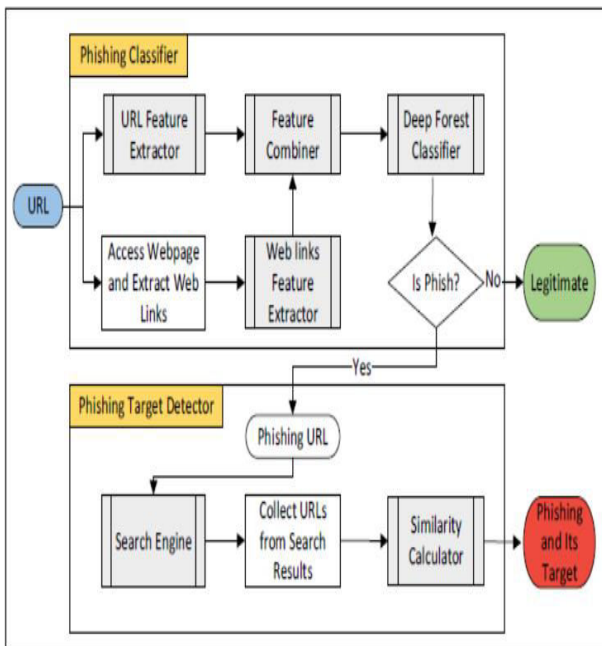 Phishing Classifier
URL Feature
Extractor
Feature
Combiner
Deep Forest
Classifier
URL
Access Webpage
and Extract Web
Links
Web links
Feature
Extractor
Is Phish?
No
Legitimate
Yes
Phishing Target Detector
Phishing URL
Search Engine
Collect URLs
from Search
Results
Similarity
Calculator
Phishing
and Its
Target